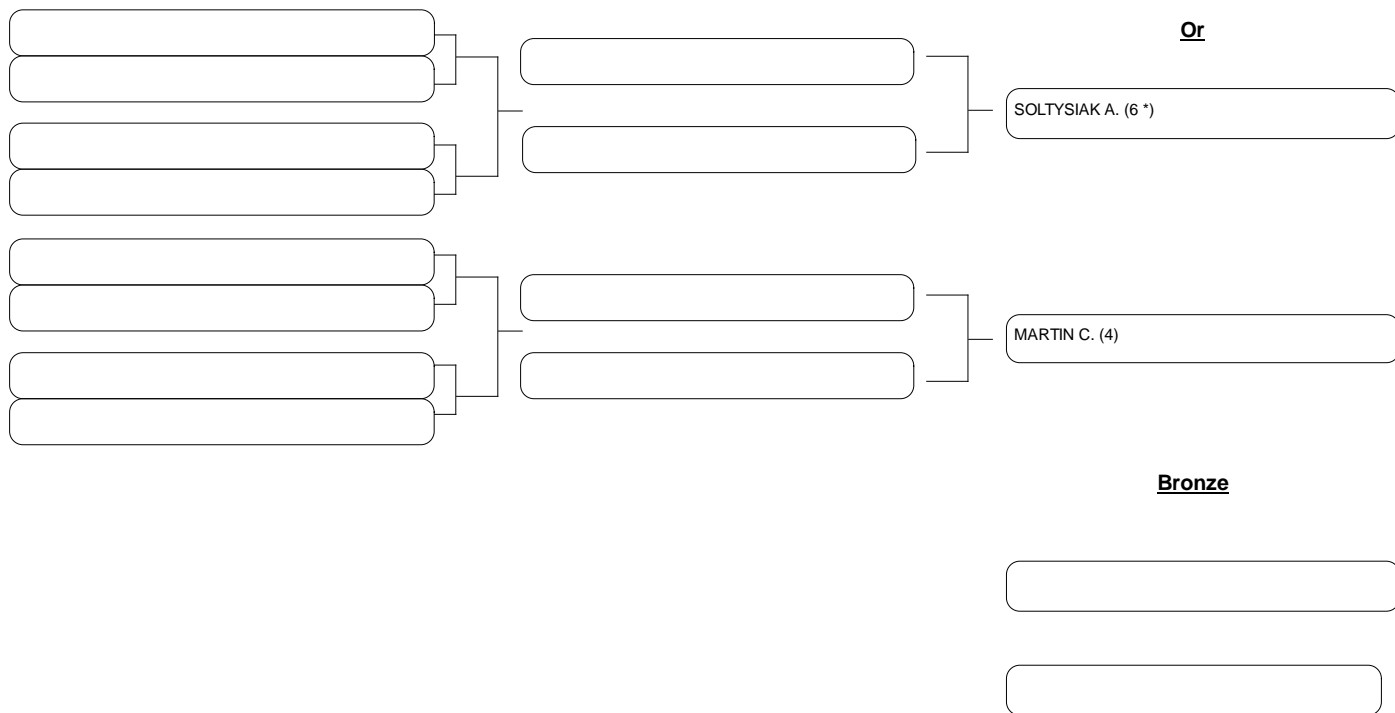 Or
SOLTYSIAK A. (6 *)
MARTIN C. (4)
Bronze